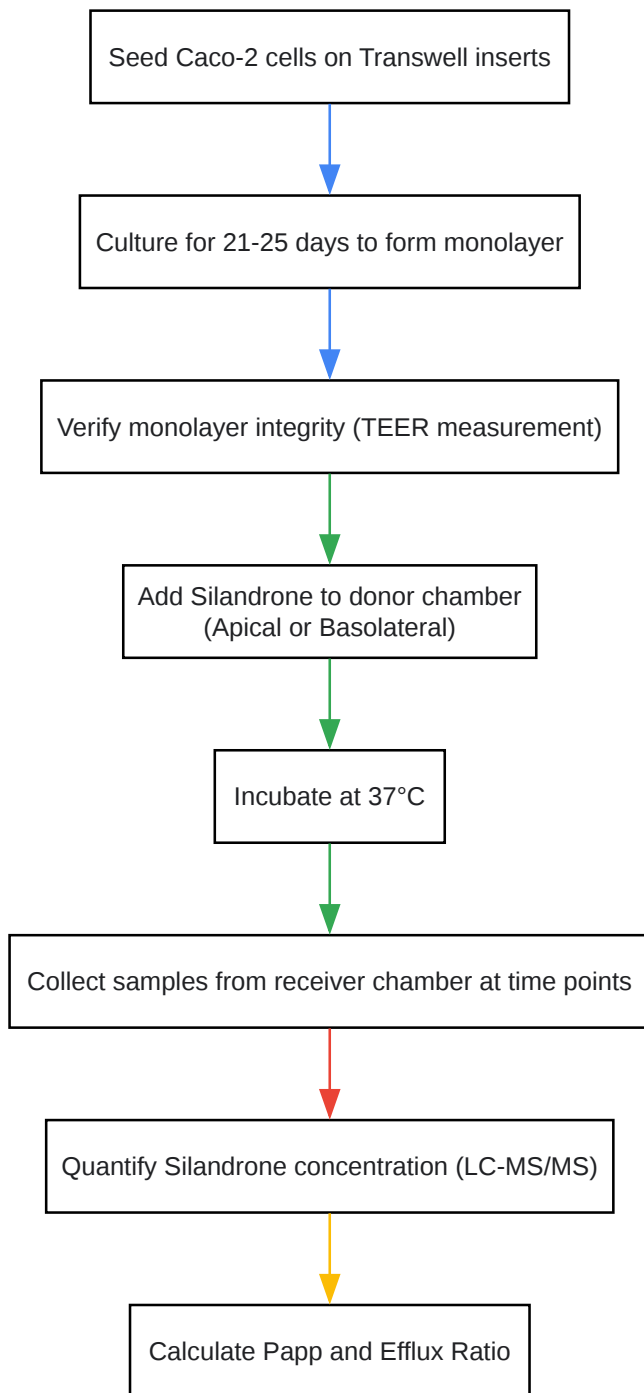 Seed Caco-2 cells on Transwell inserts
Culture for 21-25 days to form monolayer
Verify monolayer integrity (TEER measurement)
Add Silandrone to donor chamber
(Apical or Basolateral)
Incubate at 37°C
Collect samples from receiver chamber at time points
Quantify Silandrone concentration (LC-MS/MS)
Calculate Papp and Efflux Ratio